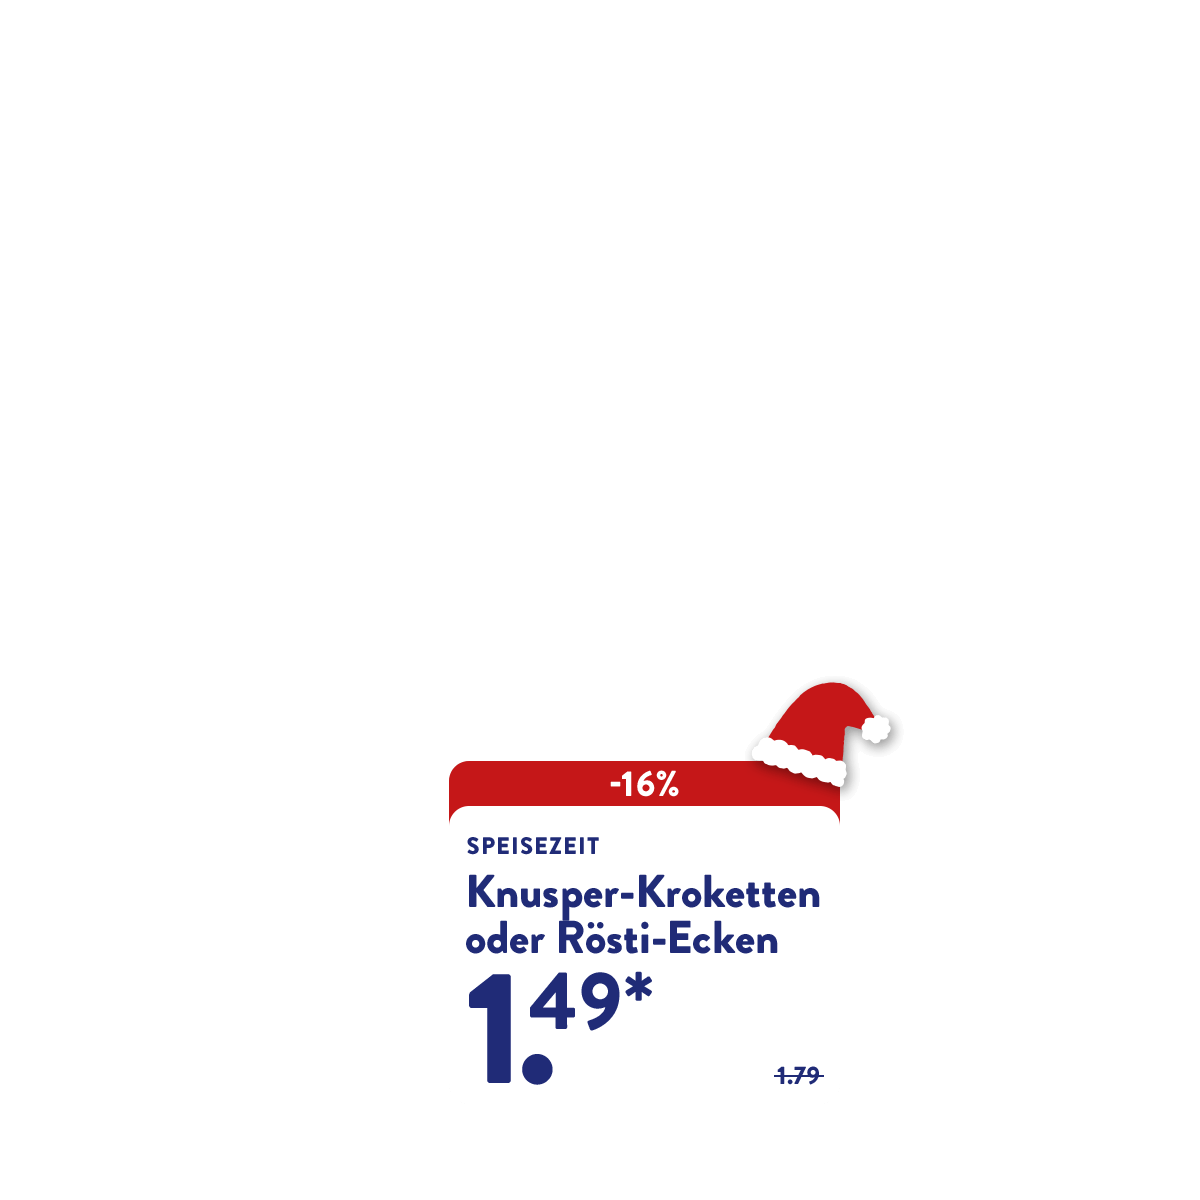 -16%
SPEISEZEIT
Knusper-Kroketten
oder Rösti-Ecken
1.49*
1.79